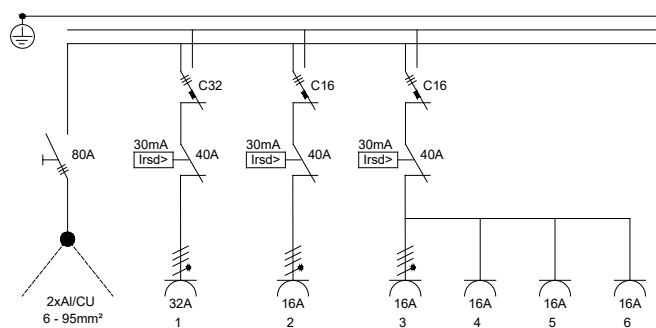 C32
C16
C16
30mA
30mA
30mA
80A
Irsd>
40A
Irsd>
40A
Irsd>
40A
2xAl/CU
6 - 95mm²
32A
16A
16A
16A
16A
16A
1
2
3
4
5
6